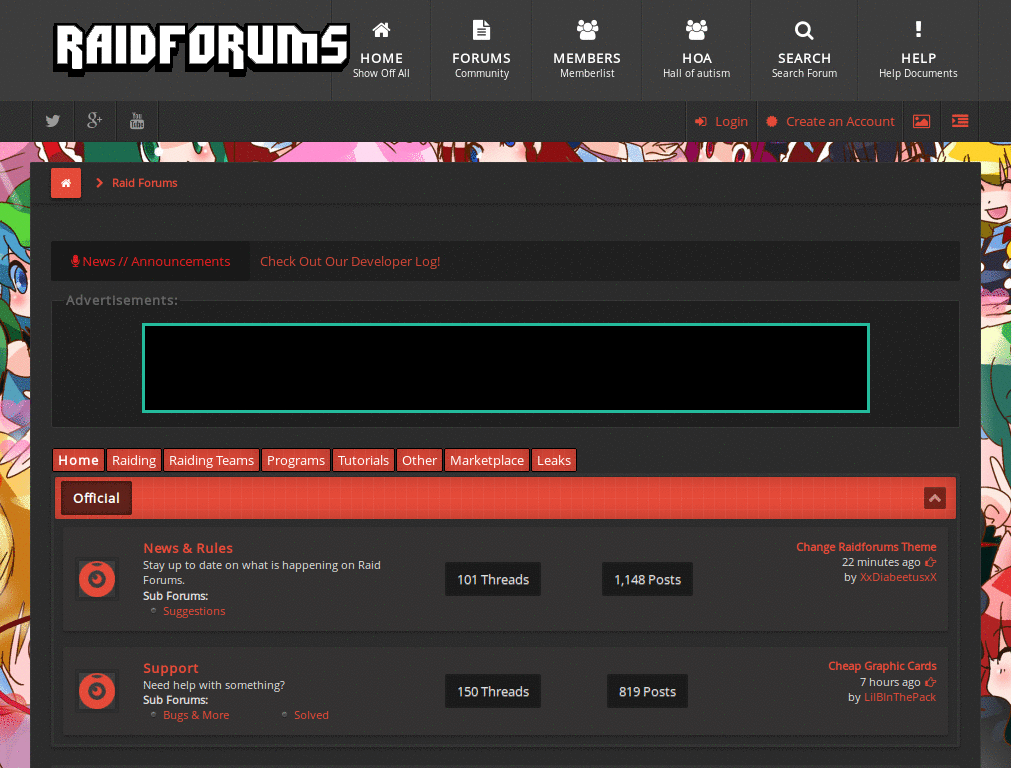 RAIDFORUMS
HOME
Show Off All
FORUMS
Community
MEMBERS
Memberlist
HOA
Hall of autism
SEARCH
Search Forum
HELP
Help Documents
You
Tube
g+
Login
Create an Account
Raid Forums
News // Announcements
Check Out Our Developer Log!
Advertisements:
Home
Raiding
Raiding Teams
Programs
Tutorials
Other
Marketplace
Leaks
Official
News & Rules
Stay up to date on what is happening on Raid
Forums.
Sub Forums:
Suggestions
101 Threads
1,148 Posts
Change Raidforums Theme
22 minutes ago
by XxDiabeetusxX
Support
Need help with something?
Sub Forums:
Bugs & More
Solved
150 Threads
819 Posts
Cheap Graphic Cards
7 hours ago
by LilBInThePack